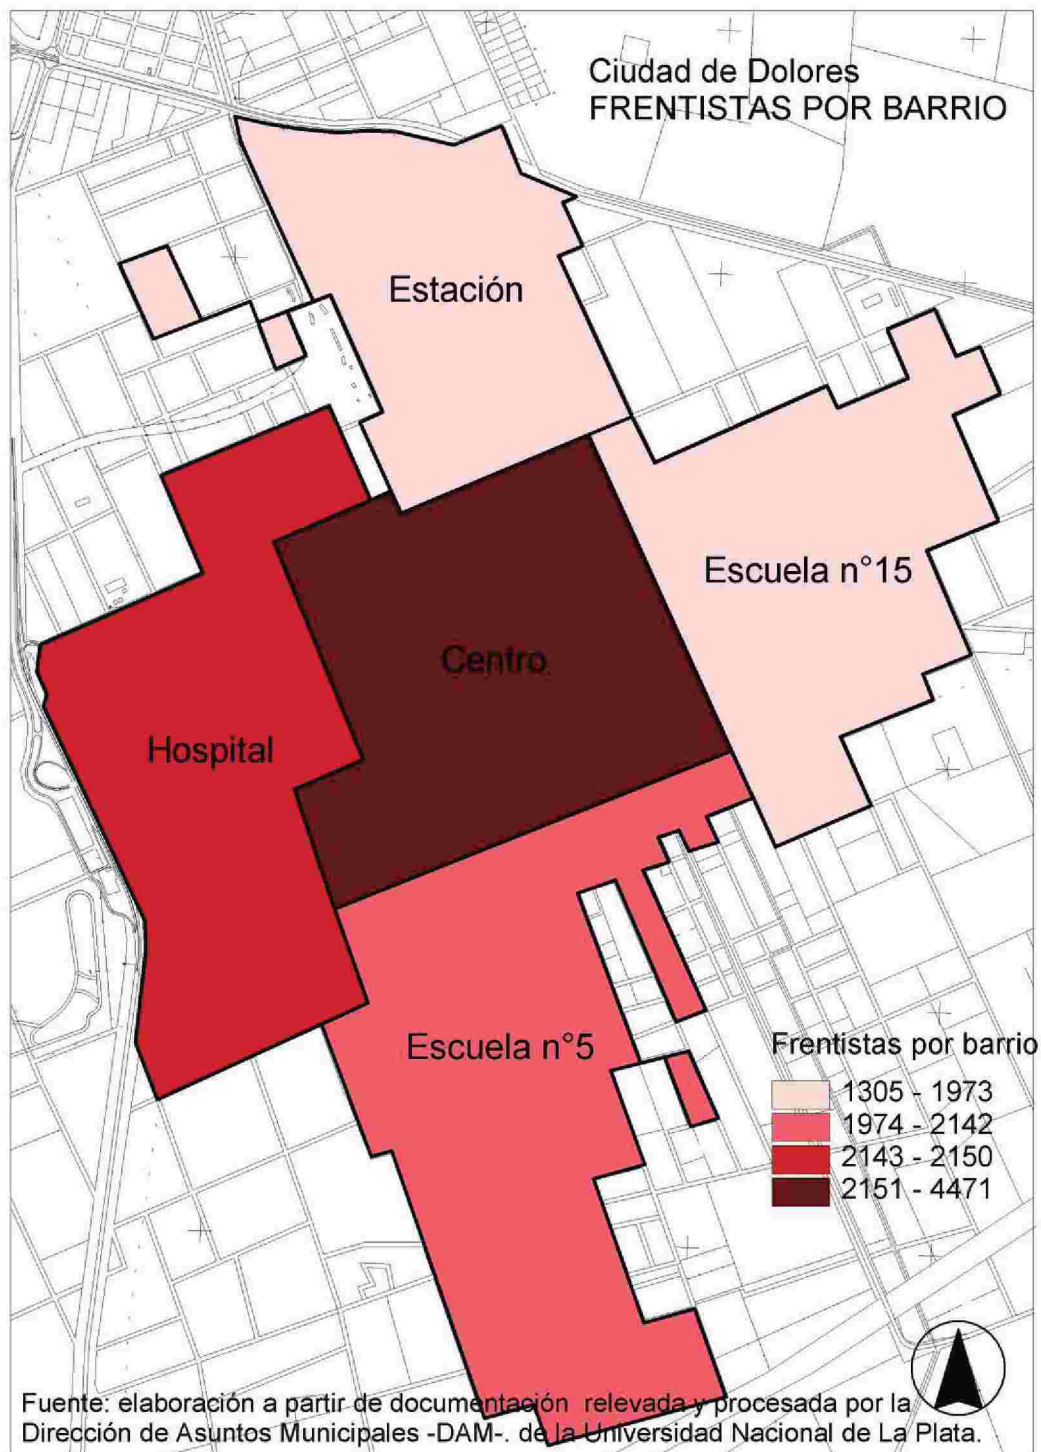 Ciudad de Dolores
FRENTISTAS POR BARRIO
Estación
Escuela n°15
Centro
Hospital
Escuela n°5
Frentistas por barrio
1305 - 1973
1974 - 2142
2143 - 2150
2151 - 4471
Fuente: elaboración a partir de documentación relevada y procesada por la
Dirección de Asuntos Municipales -DAM-. de la Universidad Nacional de La Plata.